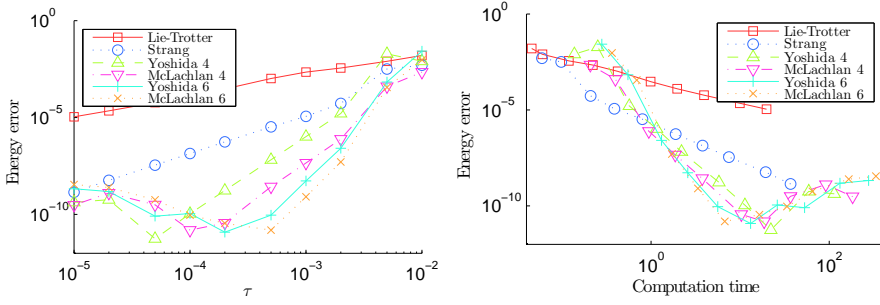 10^0
10^-5
10^-10
Energy error
10^-5
10^-4
10^-3
10^-2
τ
Lie-Trotter
Strang
Yoshida 4
McLachlan 4
Yoshida 6
McLachlan 6
10^0
10^-5
10^-10
Energy error
10^0
10^2
Computation time
Lie-Trotter
Strang
Yoshida 4
McLachlan 4
Yoshida 6
McLachlan 6